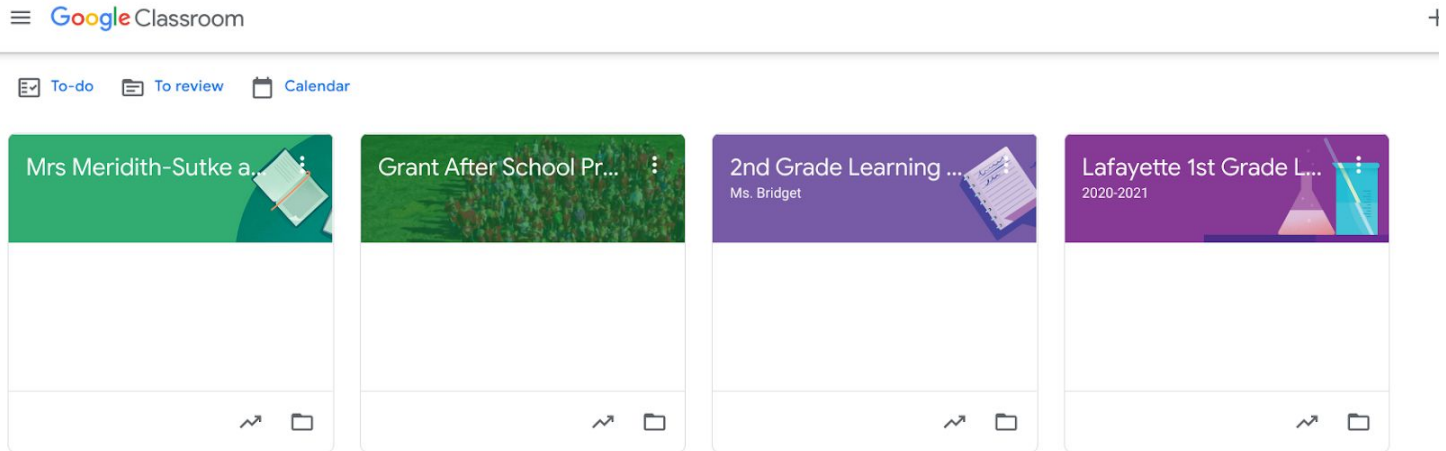 Google Classroom
To-do To review Calendar
Mrs Meridith-Sutke a...
Grant After School Pr...
2nd Grade Learning ...
Ms. Bridget
Lafayette 1st Grade L...
2020-2021